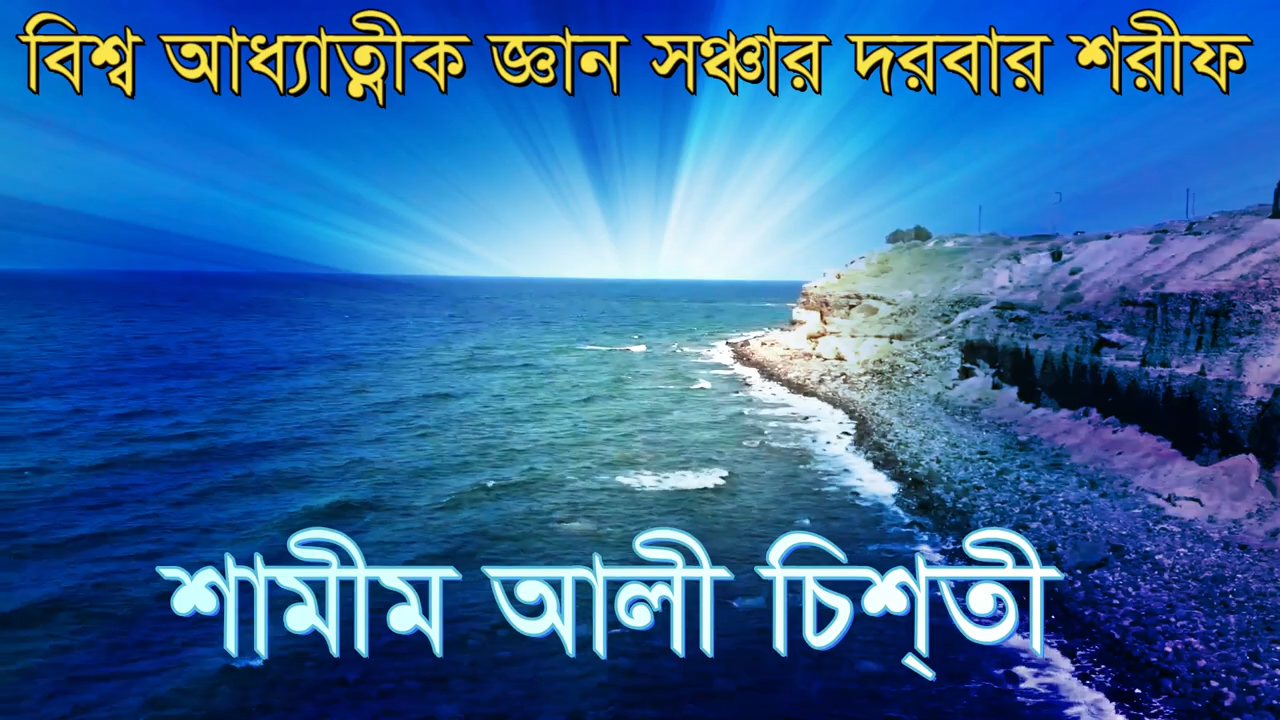 বিশ্ব আধ্যাত্নীক জ্ঞান সঞ্চার দরবার শরীফ
শামীম আলী চিশ্‌তী